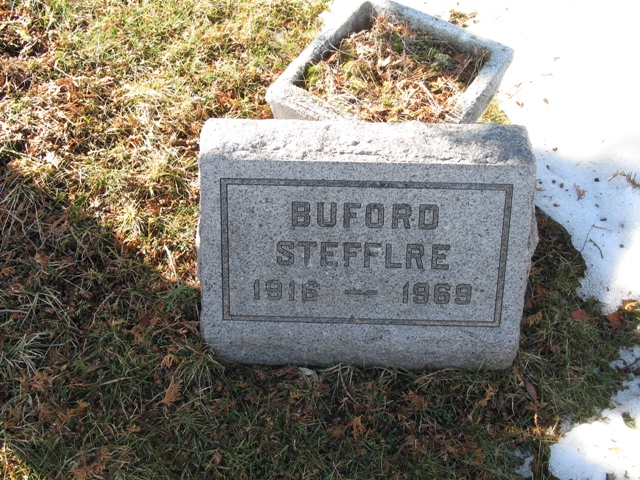 BUFORD
STEFFLRE
1916 — 1969